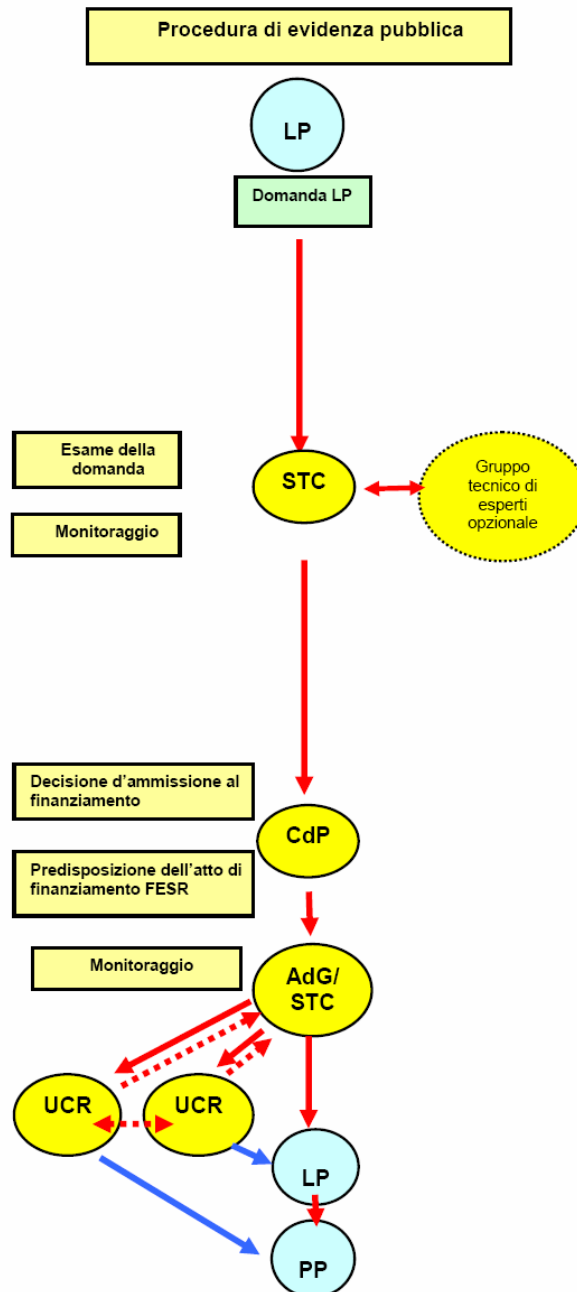 Procedura di evidenza pubblica
LP
Domanda LP
Esame della
domanda
STC
Gruppo
tecnico di
esperti
opzionale
Monitoraggio
Decisione d'ammissione al
finanziamento
CdP
Predisposizione dell'atto di
finanziamento FESR
Monitoraggio
AdG/
STC
UCR
UCR
LP
PP